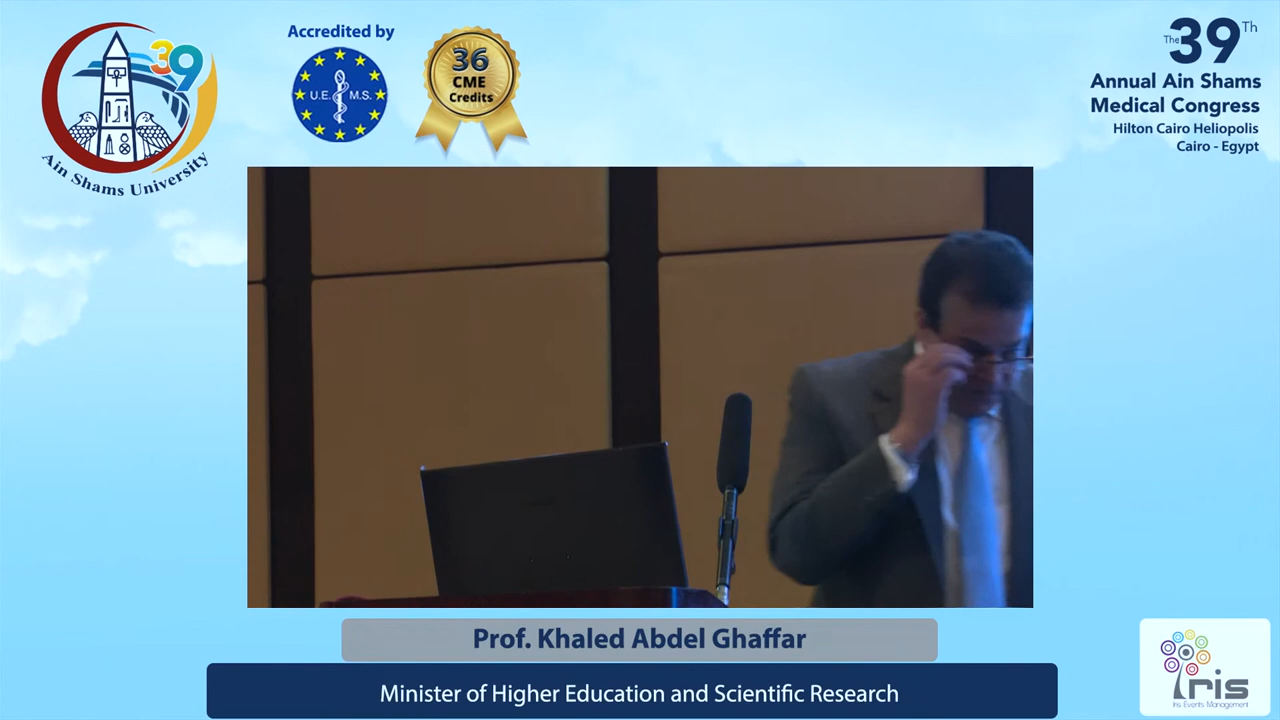 39
Ain Shams University
Accredited by
U.E M.S.
36
CME
Credits
The 39Th
Annual Ain Shams
Medical Congress
Hilton Cairo Heliopolis
Cairo - Egypt
Prof. Khaled Abdel Ghaffar
Minister of Higher Education and Scientific Research
Iris
Iris Events Management